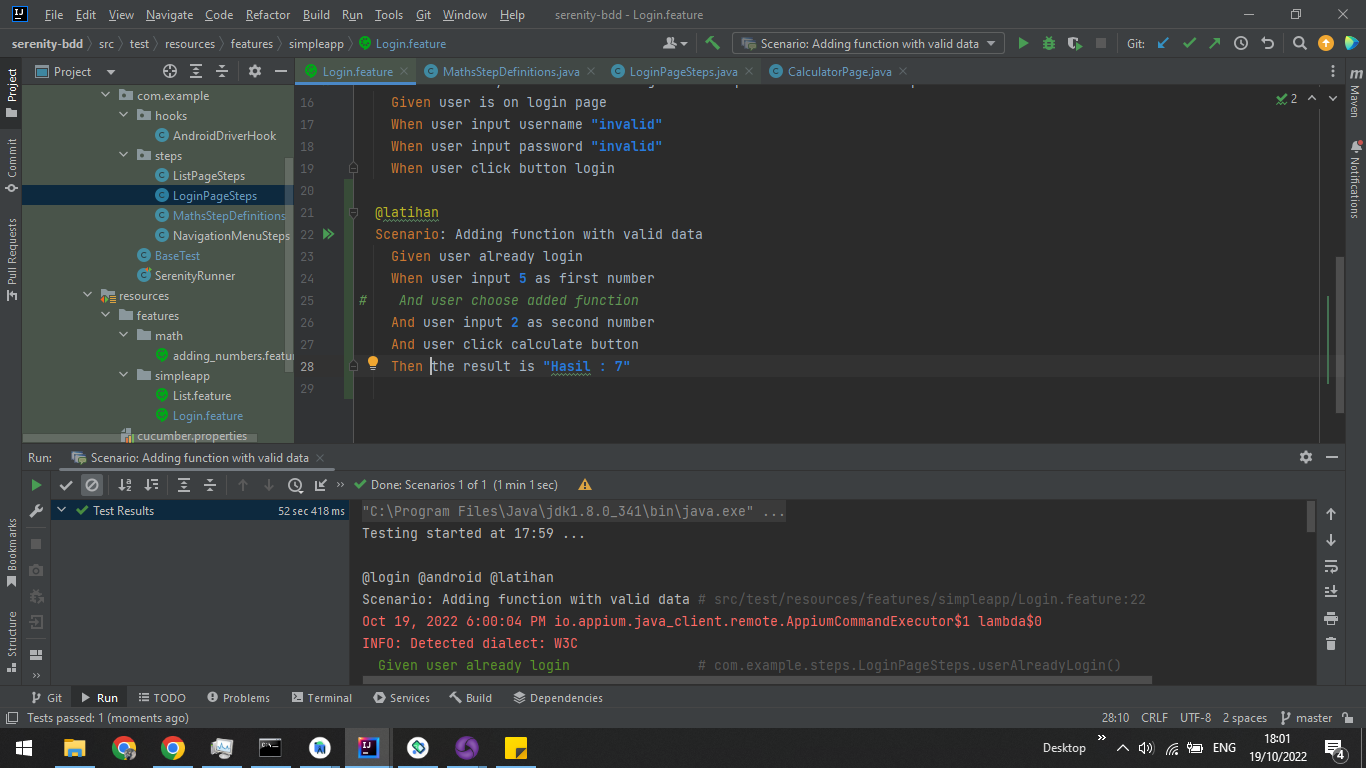 File Edit View Navigate Code Refactor Build Run Tools Git Window Help serenity-bdd - Login.feature
serenity-bdd src test resources features simpleapp Login.feature Scenario: Adding function with valid data Git:
Project Login.feature MathsStepDefinitions.java LoginPageSteps.java CalculatorPage.java
Project
Commit
Pull Requests
Bookmarks
Structure
Maven
Notifications
com.example
hooks
AndroidDriverHook
steps
ListPageSteps
LoginPageSteps
MathsStepDefinitions
NavigationMenuSteps
BaseTest
SerenityRunner
resources
features
math
adding_numbers.featu
simpleapp
List.feature
Login.feature
cucumber.properties
2
16 Given user is on login page
17 When user input username "invalid"
18 When user input password "invalid"
19 When user click button login
20
21 @latihan
22 Scenario: Adding function with valid data
23 Given user already login
24 When user input 5 as first number
25 # And user choose added function
26 And user input 2 as second number
27 And user click calculate button
28 Then the result is "Hasil : 7"
29
Run: Scenario: Adding function with valid data
Done: Scenarios 1 of 1 (1 min 1 sec)
Test Results 52 sec 418 ms
"C:\Program Files\Java\jdk1.8.0_341\bin\java.exe" ...
Testing started at 17:59 ...
@login @android @latihan
Scenario: Adding function with valid data # src/test/resources/features/simpleapp/Login.feature:22
Oct 19, 2022 6:00:04 PM io.appium.java_client.remote.AppiumCommandExecutor$1 lambda$0
INFO: Detected dialect: W3C
Given user already login # com.example.steps.LoginPageSteps.userAlreadyLogin()
Git Run TODO Problems Terminal Services Build Dependencies
Tests passed: 1 (moments ago) 28:10 CRLF UTF-8 2 spaces master
Desktop ENG 18:01
19/10/2022
4